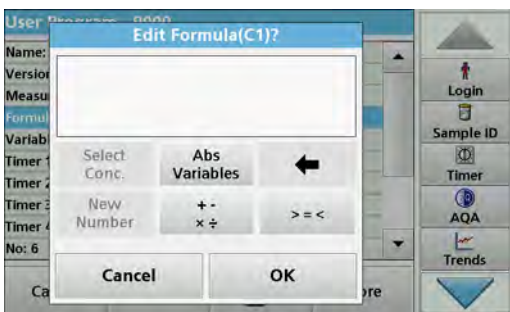 User Program - 9000
Edit Formula(C1)?
Name:
Version
Measu
Formul
Variab
Timer 1
Timer 2
Timer 3
Timer 4
No: 6
Select Conc.
Abs Variables
New Number
+ -
× ÷
> = <
Cancel
OK
Ca
ore
Login
Sample ID
Timer
AQA
Trends